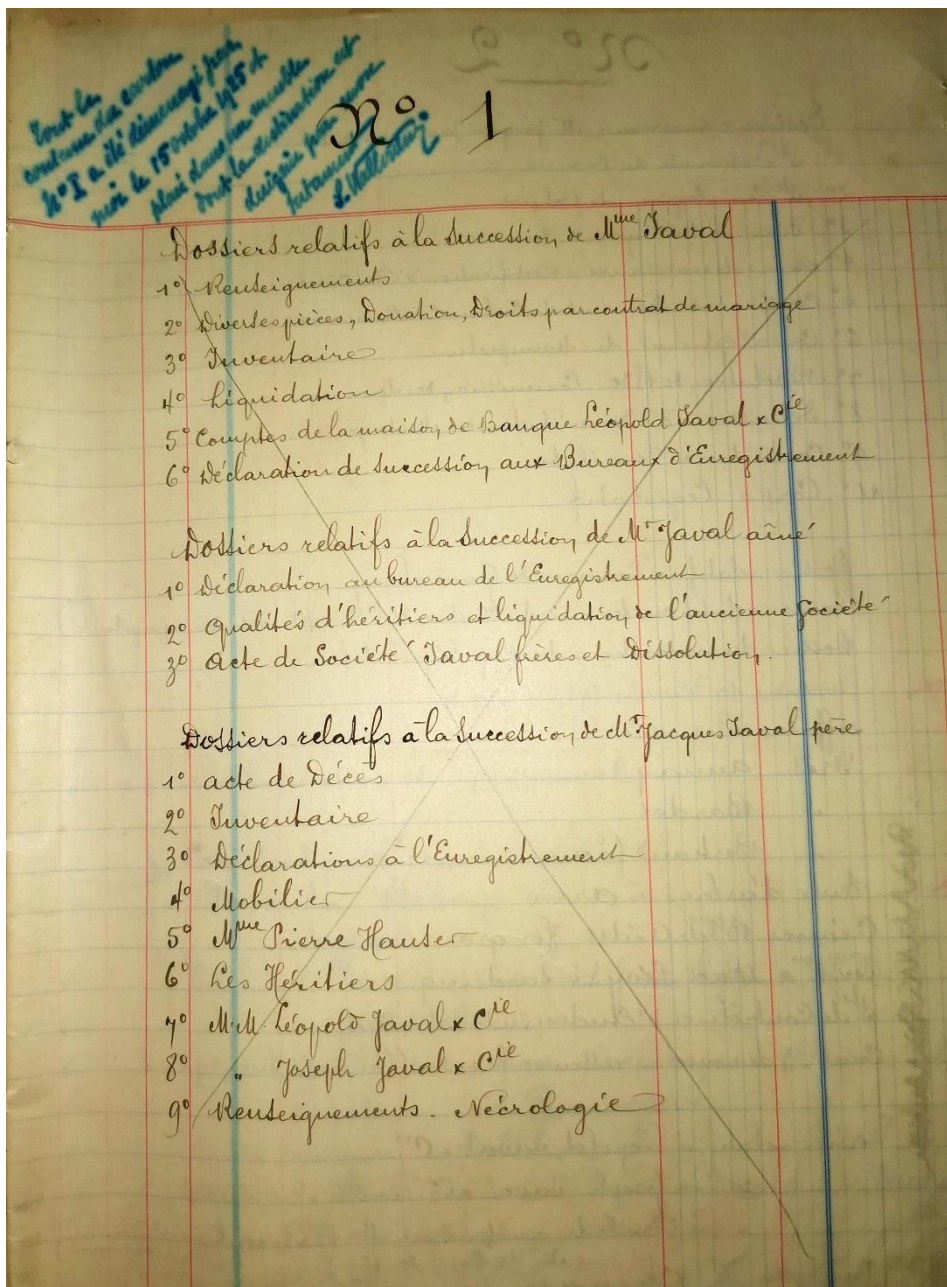 Tout le
contenu du carton
N° I a été déménagé par
moi le 15 octobre 1925 et
placé dans un meuble
dont la destination est
désignée par mon
N° 1
Dossiers relatifs à la Succession de Mme Javal
1° Renseignements
2° Diverses pièces, Donation, Droits par contrat de mariage
3° Inventaire
4° Liquidation
5° Comptes de la maison de Banque Léopold Javal & Cie
6° Déclaration de Succession aux Bureaux d'Enregistrement
Dossiers relatifs à la Succession de Mr Javal aîné
1° Déclaration au bureau de l'Enregistrement
2° Qualités d'héritiers et liquidation de l'ancienne Société
3° Acte de Société Javal frères et Dissolution.
Dossiers relatifs à la Succession de Mr Jacques Javal père
1° acte de Décès
2° Inventaire
3° Déclarations à l'Enregistrement
4° Mobilier
5° Mme Pierre Hauser
6° Les Héritiers
7° M.M. Léopold Javal & Cie
8° " Joseph Javal & Cie
9° Renseignements. Nécrologie